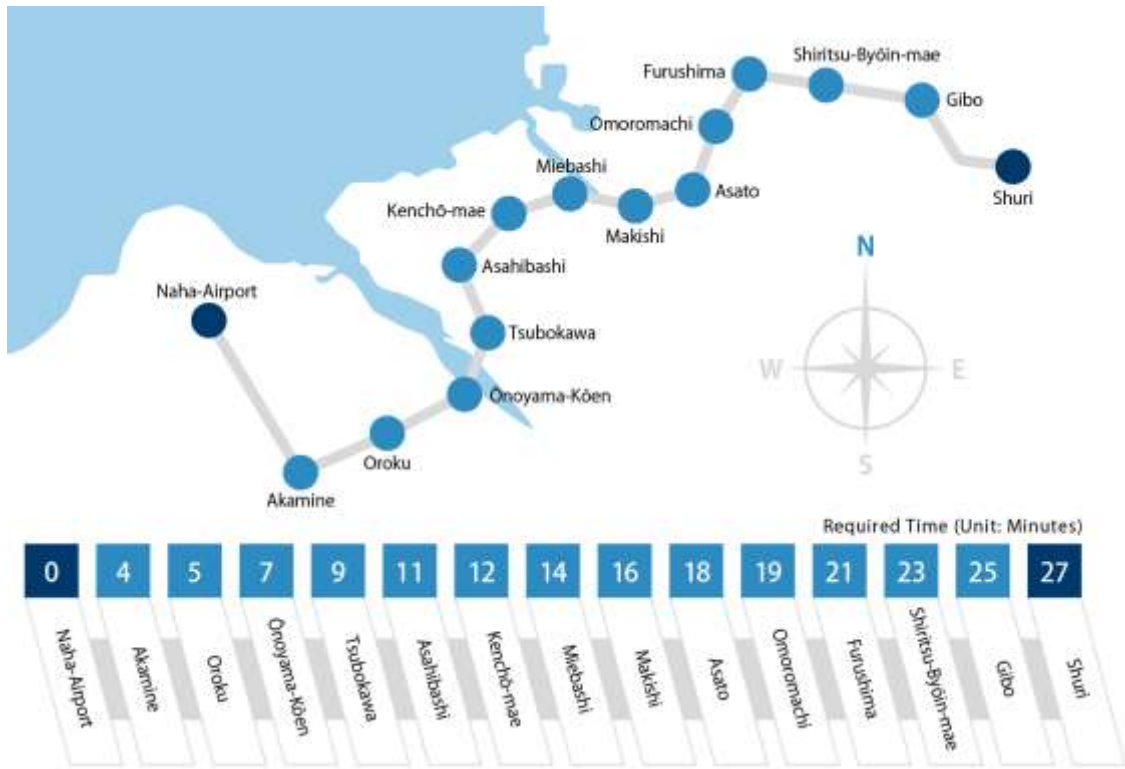 Shiritsu-Byōin-mae
Furushima
Gibo
Omoromachi
Miebashi
Asato
Shuri
Kenchō-mae
Makishi
N
Asahibashi
Naha-Airport
Tsubokawa
W
E
Ōnoyama-Kōen
Oroku
S
Akamine
Required Time (Unit: Minutes)
0 4 5 7 9 11 12 14 16 18 19 21 23 25 27
Naha-Airport
Akamine
Oroku
Ōnoyama-Kōen
Tsubokawa
Asahibashi
Kenchō-mae
Miebashi
Makishi
Asato
Omoromachi
Furushima
Shiritsu-Byōin-mae
Gibo
Shuri